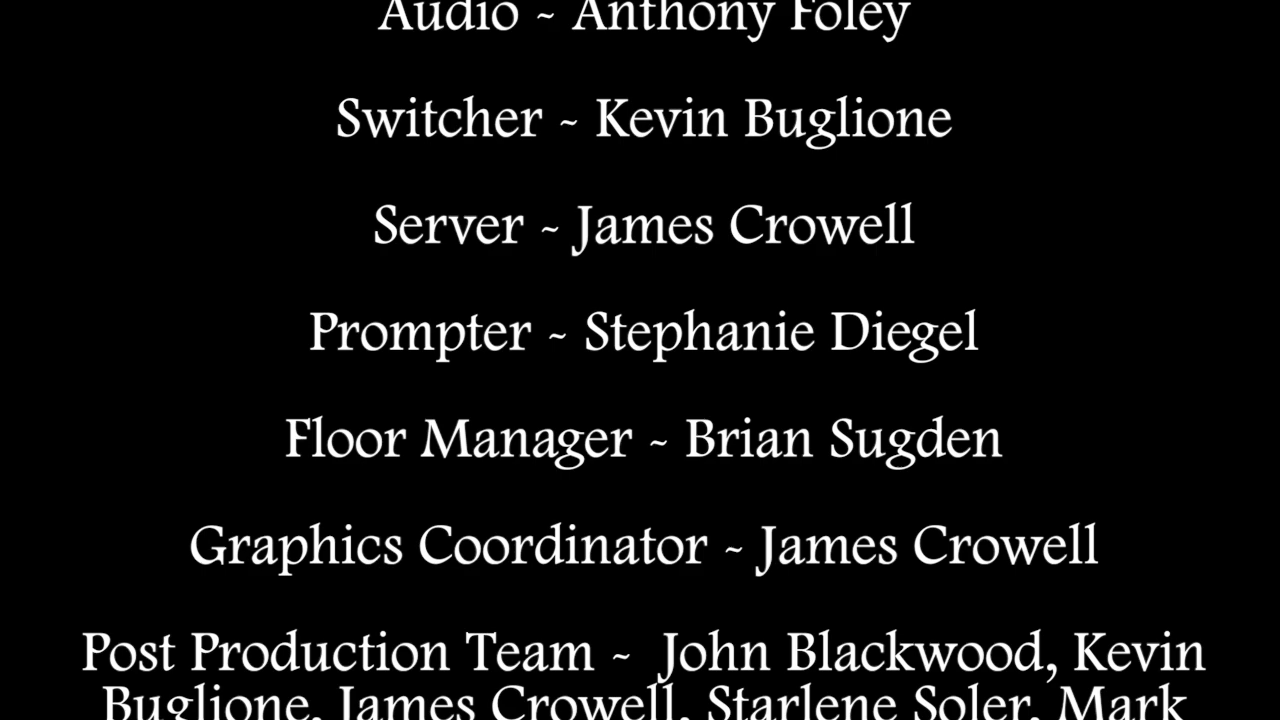 Audio - Anthony Foley
Switcher - Kevin Buglione
Server - James Crowell
Prompter - Stephanie Diegel
Floor Manager - Brian Sugden
Graphics Coordinator - James Crowell
Post Production Team - John Blackwood, Kevin
Buglione, James Crowell, Starlene Soler, Mark